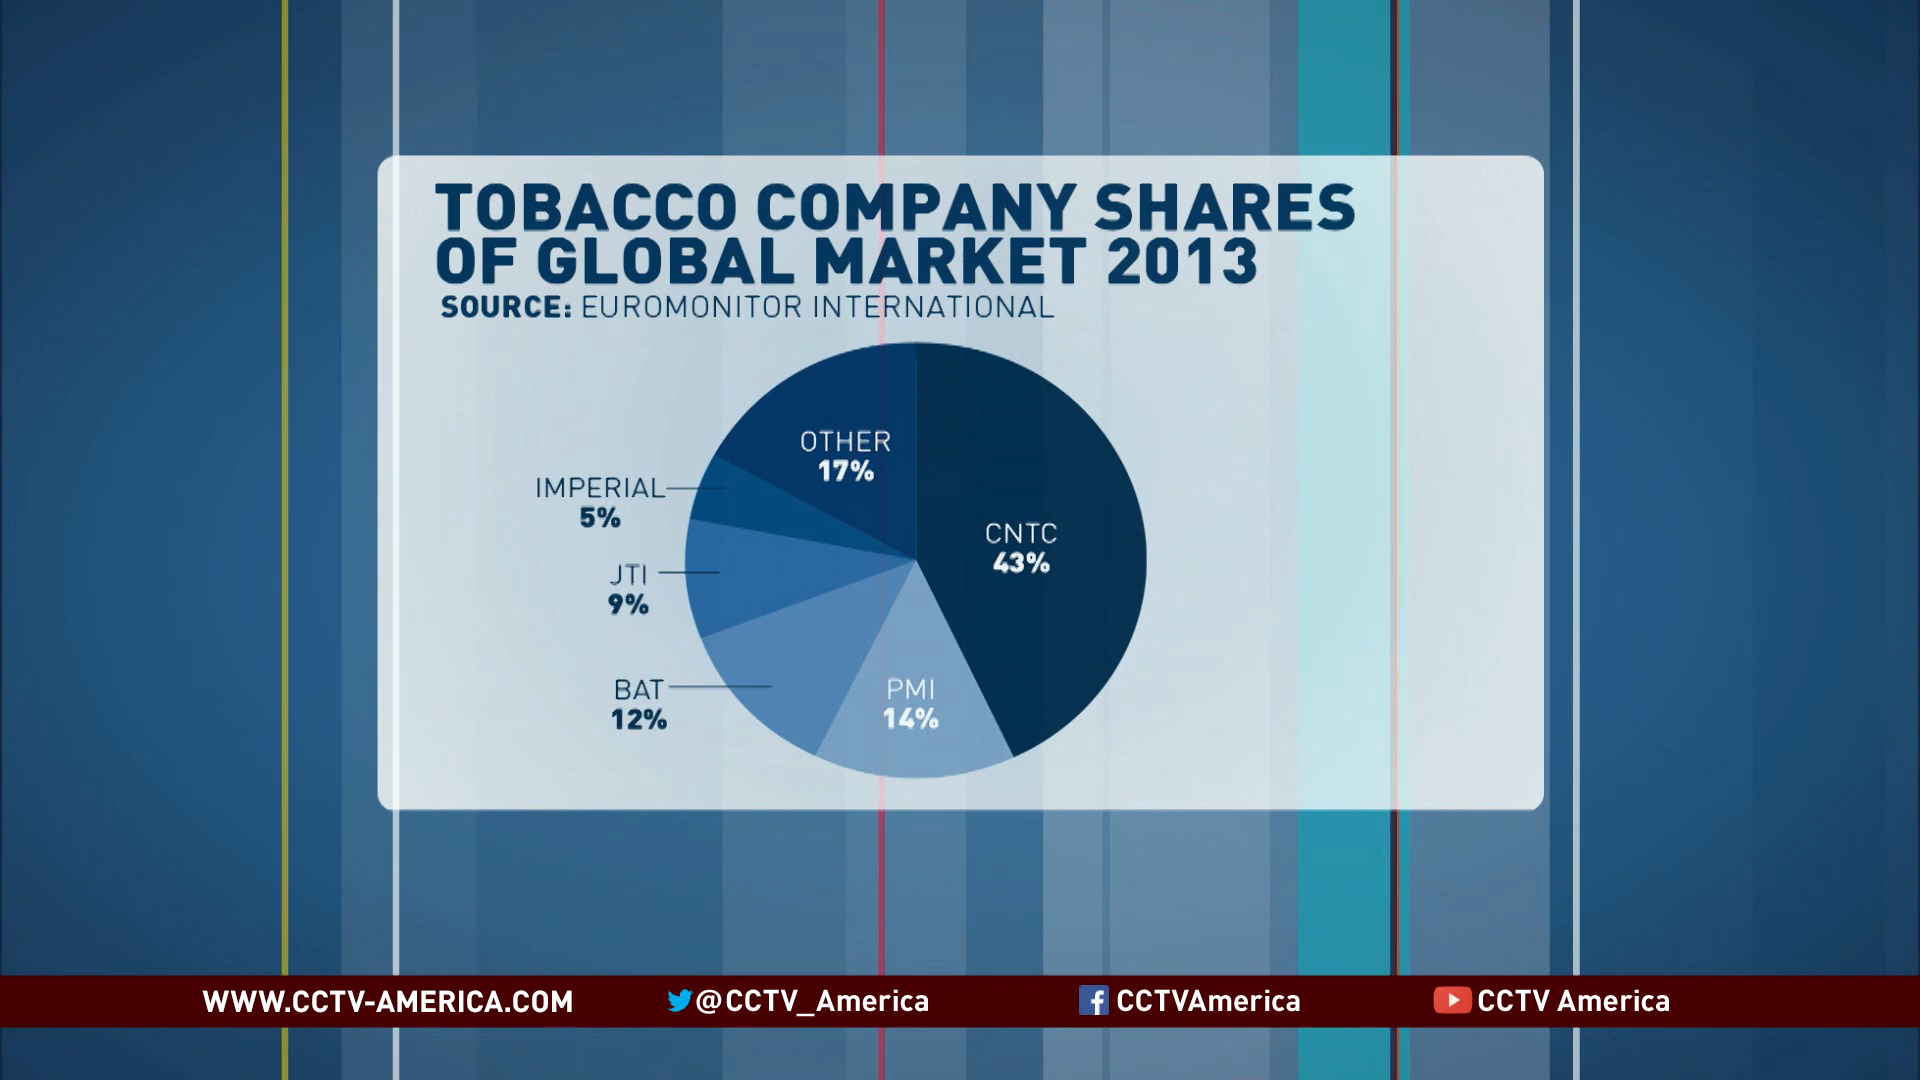 TOBACCO COMPANY SHARES
OF GLOBAL MARKET 2013
SOURCE: EUROMONITOR INTERNATIONAL
OTHER
17%
IMPERIAL
5%
CNTC
43%
JTI
9%
BAT
12%
PMI
14%
WWW.CCTV-AMERICA.COM @CCTV_America CCTVAmerica CCTV America